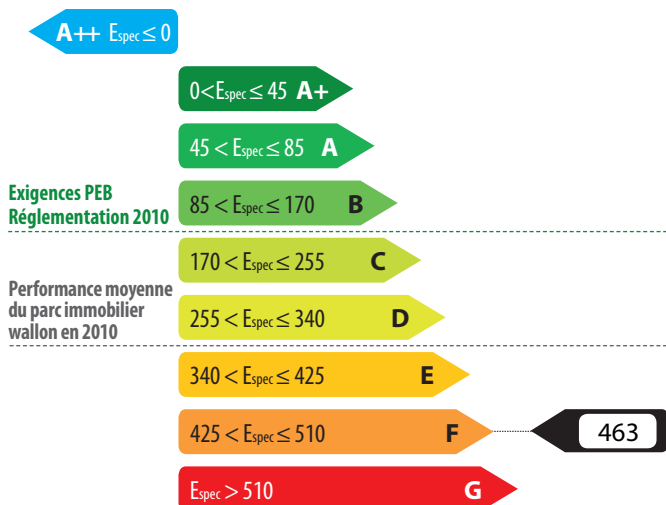 A++ Espec ≤ 0
0<Espec ≤ 45 A+
45 < Espec ≤ 85 A
Exigences PEB
Réglementation 2010
85 < Espec ≤ 170 B
170 < Espec ≤ 255 C
Performance moyenne
du parc immobilier
wallon en 2010
255 < Espec ≤ 340 D
340 < Espec ≤ 425 E
425 < Espec ≤ 510 F
463
Espec > 510 G